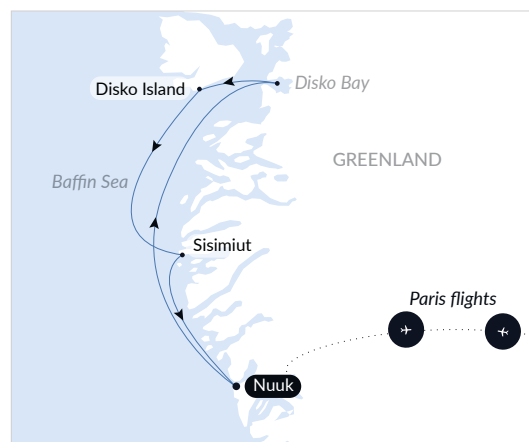 Disko Island
Disko Bay
GREENLAND
Baffin Sea
Sisimiut
Paris flights
Nuuk